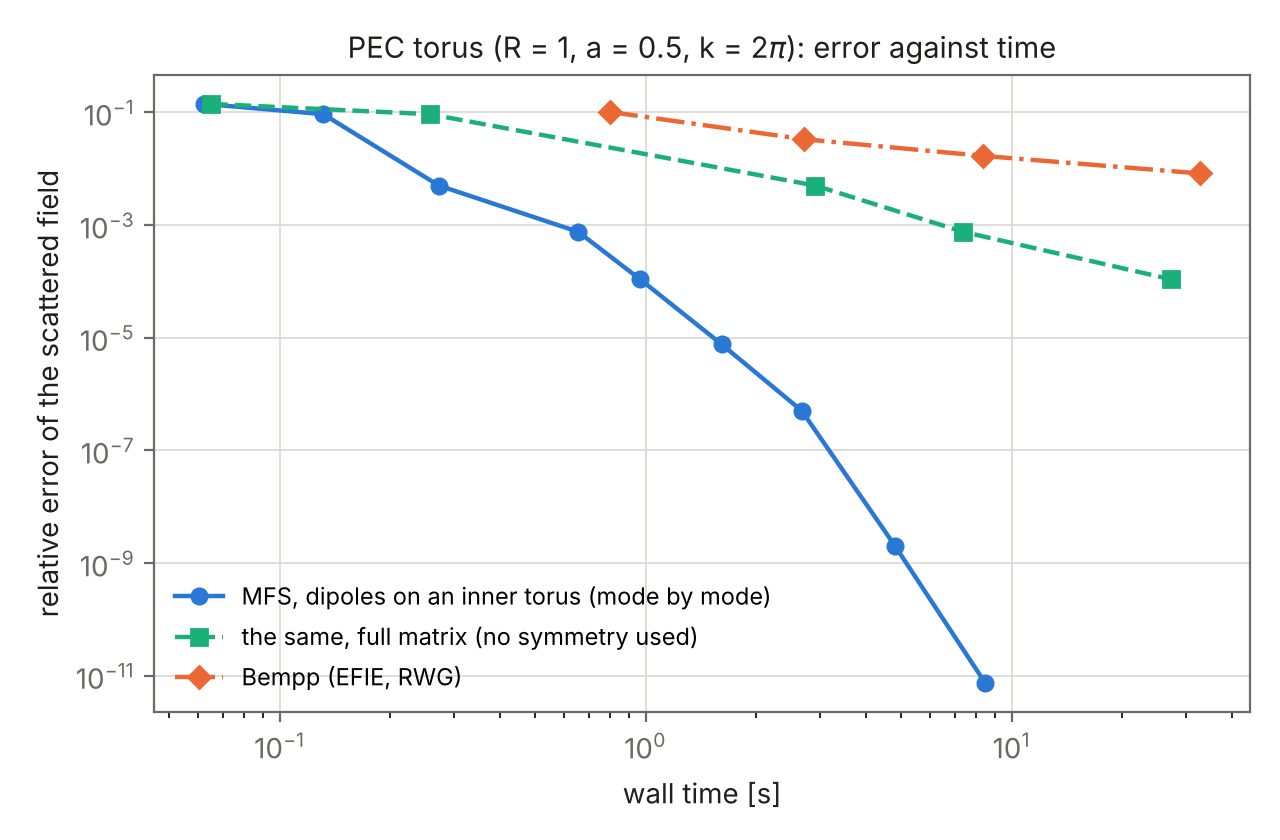 PEC torus (R = 1, a = 0.5, k = 2π): error against time
relative error of the scattered field
10⁻¹
10⁻³
10⁻⁵
10⁻⁷
10⁻⁹
10⁻¹¹
MFS, dipoles on an inner torus (mode by mode)
the same, full matrix (no symmetry used)
Bempp (EFIE, RWG)
10⁻¹ 10⁰ 10¹
wall time [s]